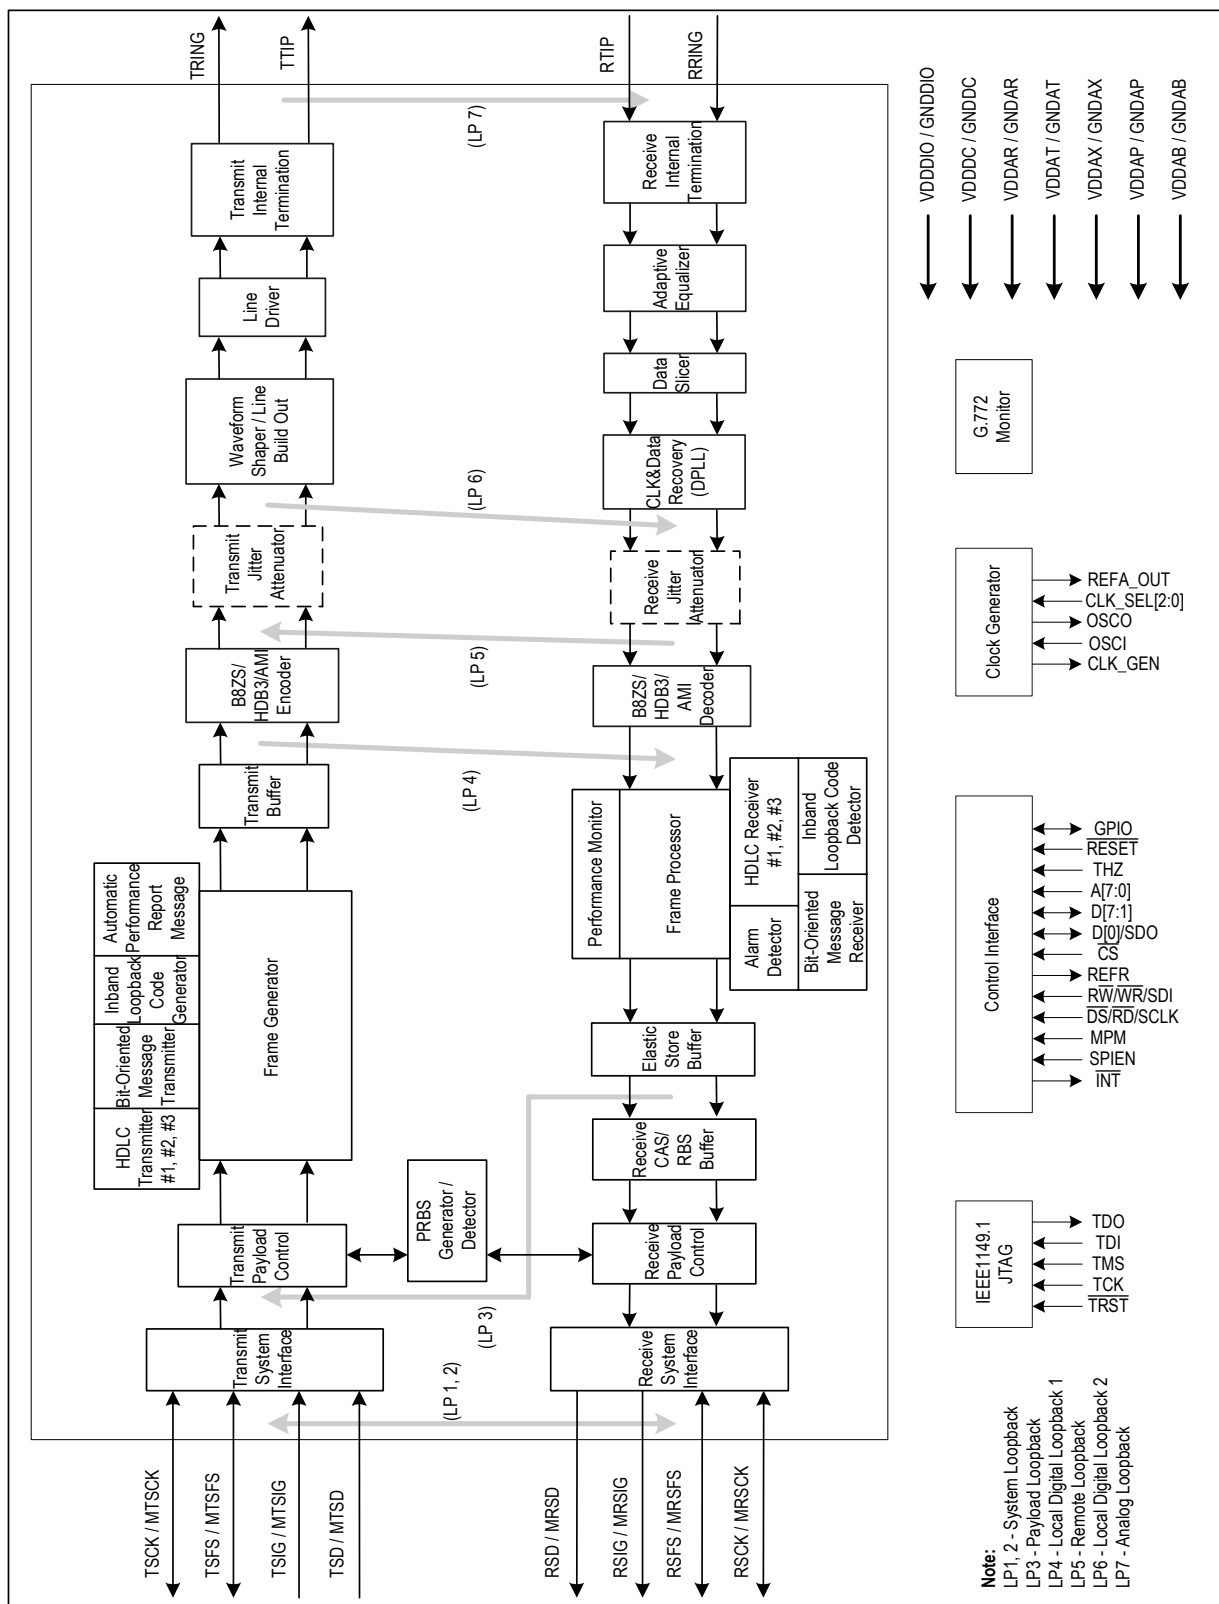 TRING
TTIP
RTIP
RRING
VDDDIO / GNDDIO
VDDDC / GNDDC
VDDAR / GNDAR
VDDAT / GNDAT
VDDAX / GNDAX
VDDAP / GNDAP
VDDAB / GNDAB
(LP 7)
Transmit
Internal
Termination
Receive
Internal
Termination
Line
Driver
Adaptive
Equalizer
Waveform
Shaper / Line
Build Out
Data
Slicer
G.772
Monitor
(LP 6)
CLK&Data
Recovery
(DPLL)
Transmit
Jitter
Attenuator
Receive
Jitter
Attenuator
Clock Generator
REFA_OUT
CLK_SEL[2:0]
OSCO
OSCI
CLK_GEN
(LP 5)
B8ZS/
HDB3/AMI
Encoder
B8ZS/
HDB3/
AMI
Decoder
(LP 4)
Transmit
Buffer
Performance Monitor
Frame Processor
HDLC Receiver
#1, #2, #3
Inband
Loopback Code
Detector
Alarm
Detector
Bit-Oriented
Message
Receiver
Control Interface
GPIO
RESET
THZ
A[7:0]
D[7:1]
D[0]/SDO
CS
REFR
RW/WR/SDI
DS/RD/SCLK
MPM
SPIEN
INT
Automatic
Performance
Report
Message
Inband
Loopback
Code
Generator
Bit-Oriented
Message
Transmitter
HDLC
Transmitter
#1, #2, #3
Frame Generator
Elastic
Store
Buffer
Receive
CAS/
RBS
Buffer
PRBS
Generator /
Detector
Transmit
Payload
Control
Receive
Payload
Control
IEEE1149.1
JTAG
TDO
TDI
TMS
TCK
TRST
(LP 3)
Transmit
System
Interface
Receive
System
Interface
(LP 1, 2)
TSCK / MTSCK
TSFS / MTSFS
TSIG / MTSIG
TSD / MTSD
RSD / MRSD
RSIG / MRSIG
RSFS / MRSFS
RSCK / MRSCK
Note:
LP1, 2 - System Loopback
LP3 - Payload Loopback
LP4 - Local Digital Loopback 1
LP5 - Remote Loopback
LP6 - Local Digital Loopback 2
LP7 - Analog Loopback